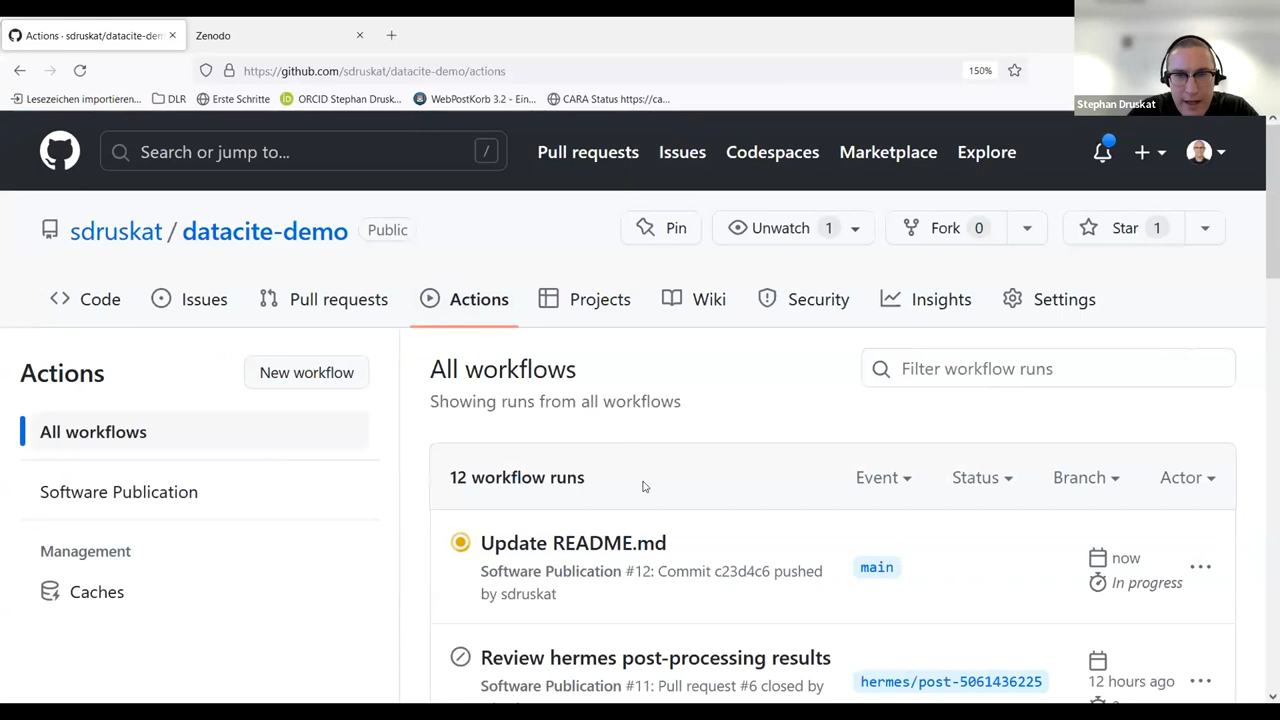 Actions · sdruskat/datacite-dem
Zenodo
https://github.com/sdruskat/datacite-demo/actions
150%
Lesezeichen importieren...
DLR
Erste Schritte
ORCID Stephan Drusk...
WebPostKorb 3.2 - Ein...
CARA Status https://ca...
Stephan Druskat
Search or jump to...
/
Pull requests
Issues
Codespaces
Marketplace
Explore
sdruskat / datacite-demo
Public
Pin
Unwatch 1
Fork 0
Star 1
Code
Issues
Pull requests
Actions
Projects
Wiki
Security
Insights
Settings
Actions
New workflow
All workflows
Software Publication
Management
Caches
All workflows
Showing runs from all workflows
Filter workflow runs
12 workflow runs
Event
Status
Branch
Actor
Update README.md
Software Publication #12: Commit c23d4c6 pushed
by sdruskat
main
now
In progress
Review hermes post-processing results
Software Publication #11: Pull request #6 closed by
hermes/post-5061436225
12 hours ago